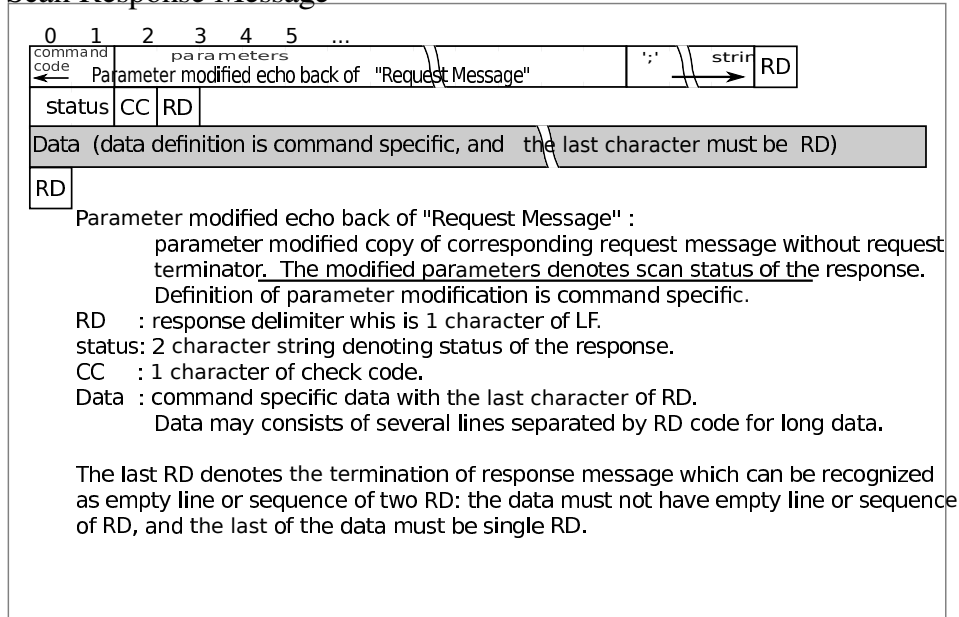 Scan Response Message
0 1 2 3 4 5 ...
command code parameters ';' strin RD
Parameter modified echo back of "Request Message"
status CC RD
Data (data definition is command specific, and the last character must be RD)
RD
Parameter modified echo back of "Request Message" :
parameter modified copy of corresponding request message without request
terminator. The modified parameters denotes scan status of the response.
Definition of parameter modification is command specific.
RD : response delimiter whis is 1 character of LF.
status: 2 character string denoting status of the response.
CC : 1 character of check code.
Data : command specific data with the last character of RD.
Data may consists of several lines separated by RD code for long data.
The last RD denotes the termination of response message which can be recognized
as empty line or sequence of two RD: the data must not have empty line or sequence
of RD, and the last of the data must be single RD.